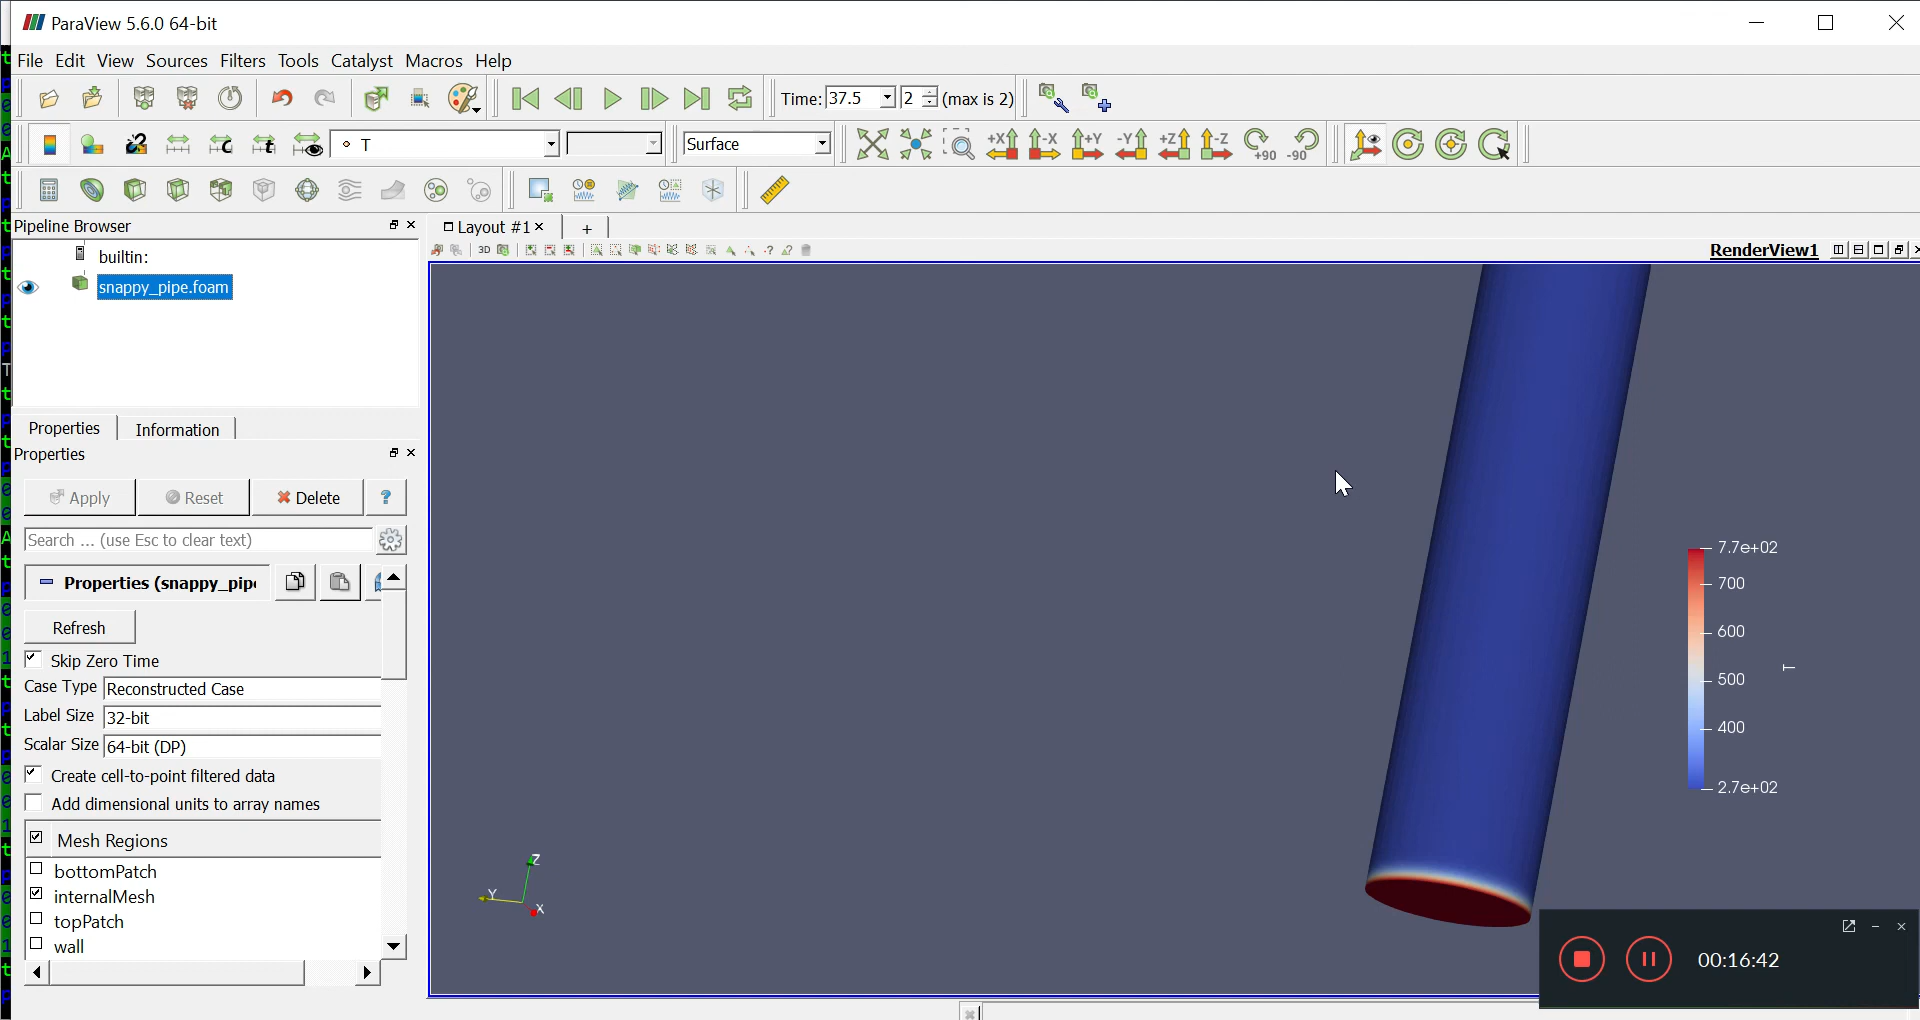 ParaView 5.6.0 64-bit
File Edit View Sources Filters Tools Catalyst Macros Help
Time: 37.5 2 (max is 2)
T Surface +X -X +Y -Y +Z -Z +90 -90
Pipeline Browser
builtin:
snappy_pipe.foam
Layout #1 +
3D
RenderView1
Properties Information
Properties
Apply Reset Delete ?
Search ... (use Esc to clear text)
Properties (snappy_pip
Refresh
Skip Zero Time
Case Type Reconstructed Case
Label Size 32-bit
Scalar Size 64-bit (DP)
Create cell-to-point filtered data
Add dimensional units to array names
Mesh Regions
bottomPatch
internalMesh
topPatch
wall
Z
Y
X
7.7e+02
700
600
500
400
2.7e+02
T
00:16:42